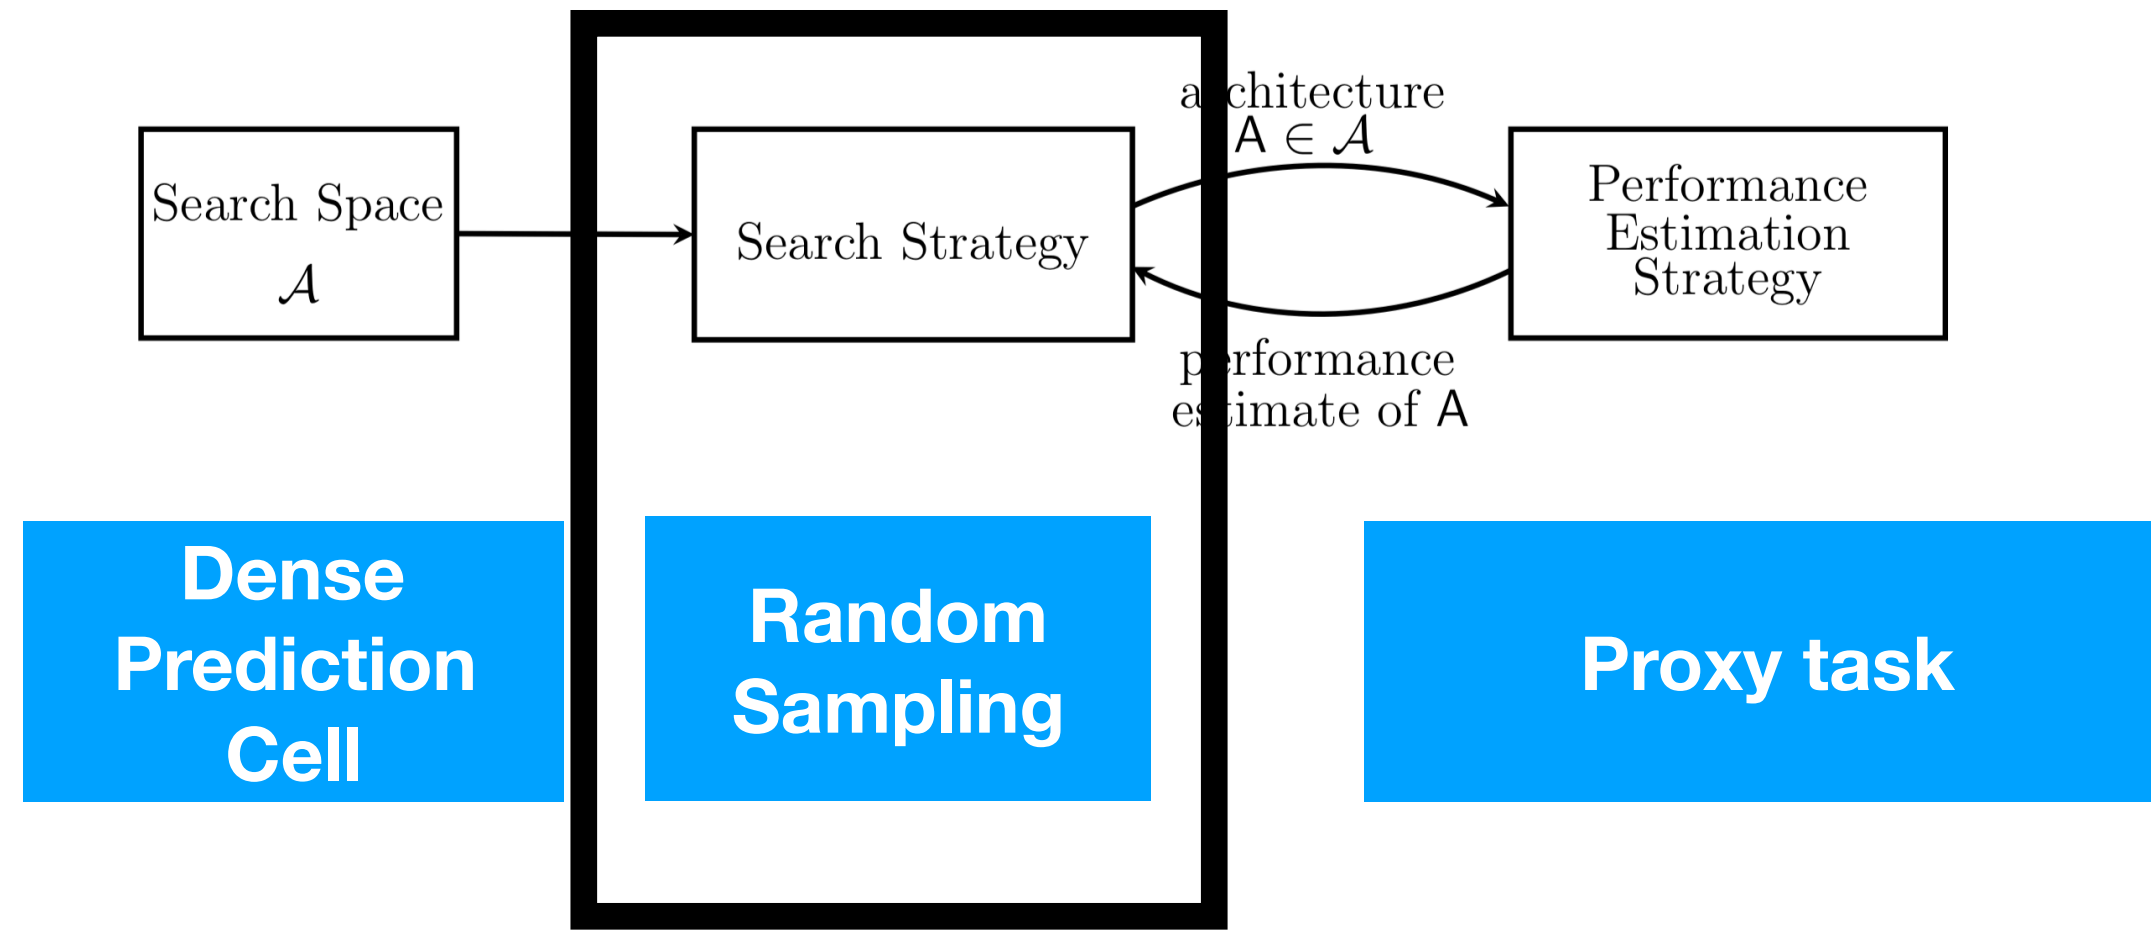 Search Space
𝒜
Search Strategy
architecture
A ∈ 𝒜
performance
estimate of A
Performance
Estimation
Strategy
Dense
Prediction
Cell
Random
Sampling
Proxy task